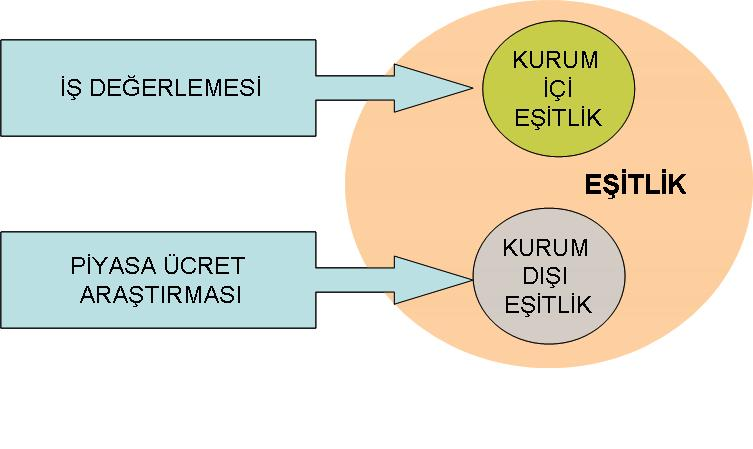 İŞ DEĞERLEMESİ
KURUM
İÇİ
EŞİTLİK
EŞİTLİK
PİYASA ÜCRET
ARAŞTIRMASI
KURUM
DIŞI
EŞİTLİK